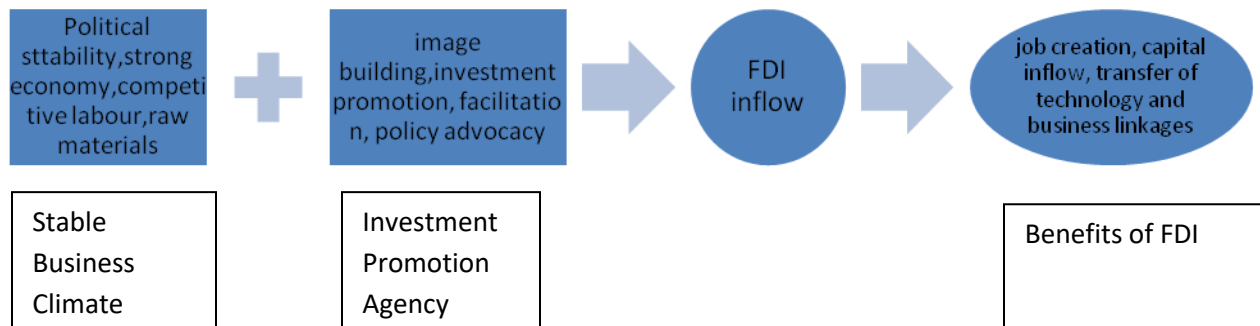 Political
sttability,strong
economy,competi
tive labour,raw
materials
image
building,investment
promotion, facilitatio
n, policy advocacy
FDI
inflow
job creation, capital
inflow, transfer of
technology and
business linkages
Stable
Business
Climate
Investment
Promotion
Agency
Benefits of FDI